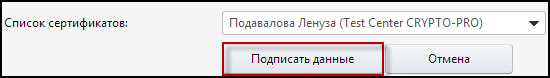 Список сертификатов: Подавалова Ленуза (Test Center CRYPTO-PRO)
Подписать данные Отмена